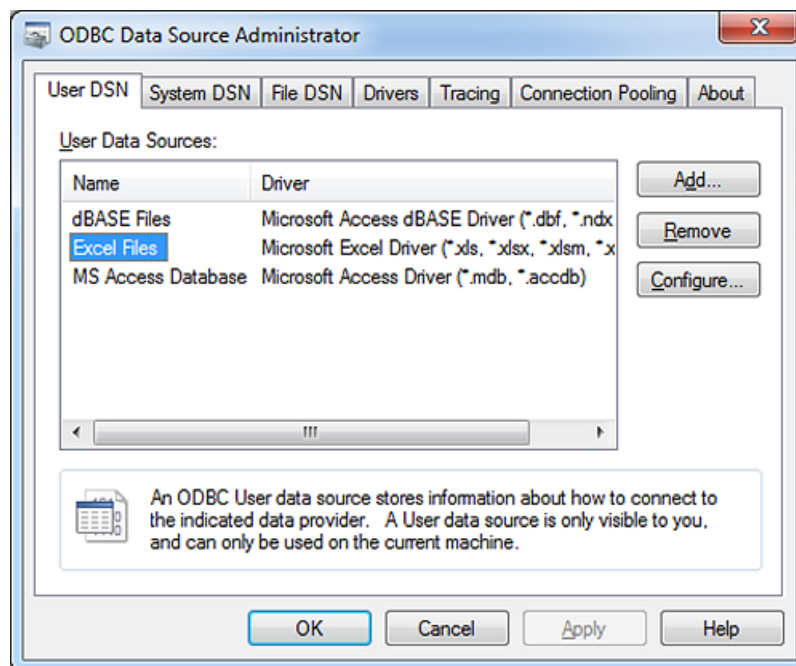 ODBC Data Source Administrator
User DSN System DSN File DSN Drivers Tracing Connection Pooling About
User Data Sources:
Name Driver
dBASE Files Microsoft Access dBASE Driver (*.dbf, *.ndx
Excel Files Microsoft Excel Driver (*.xls, *.xlsx, *.xlsm, *.x
MS Access Database Microsoft Access Driver (*.mdb, *.accdb)
Add...
Remove
Configure...
An ODBC User data source stores information about how to connect to
the indicated data provider. A User data source is only visible to you,
and can only be used on the current machine.
OK Cancel Apply Help